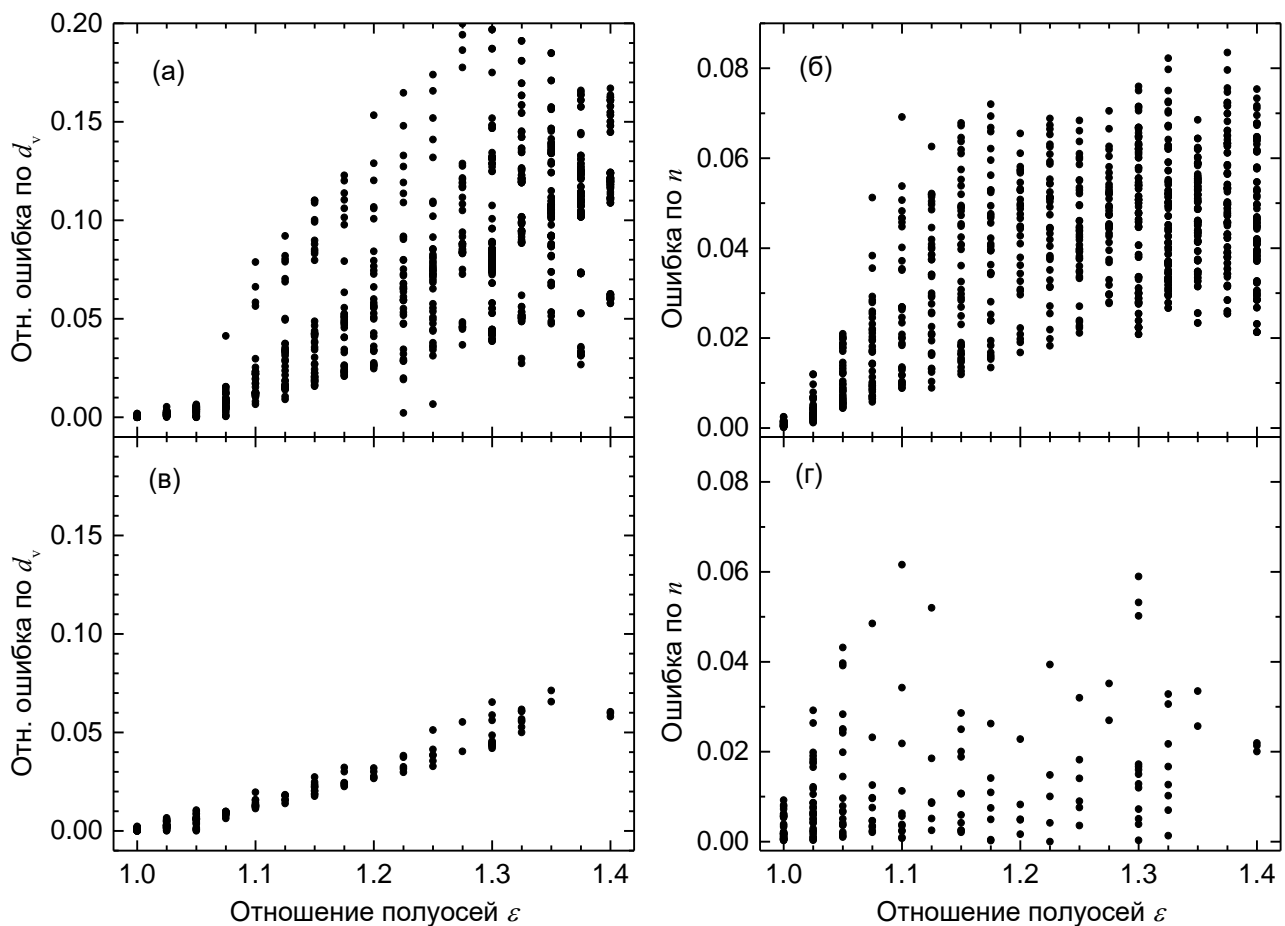 (а)
Отн. ошибка по d_v
0.20
0.15
0.10
0.05
0.00
(б)
Ошибка по n
0.08
0.06
0.04
0.02
0.00
(в)
Отн. ошибка по d_v
0.15
0.10
0.05
0.00
1.0 1.1 1.2 1.3 1.4
Отношение полуосей ε
(г)
Ошибка по n
0.08
0.06
0.04
0.02
0.00
1.0 1.1 1.2 1.3 1.4
Отношение полуосей ε